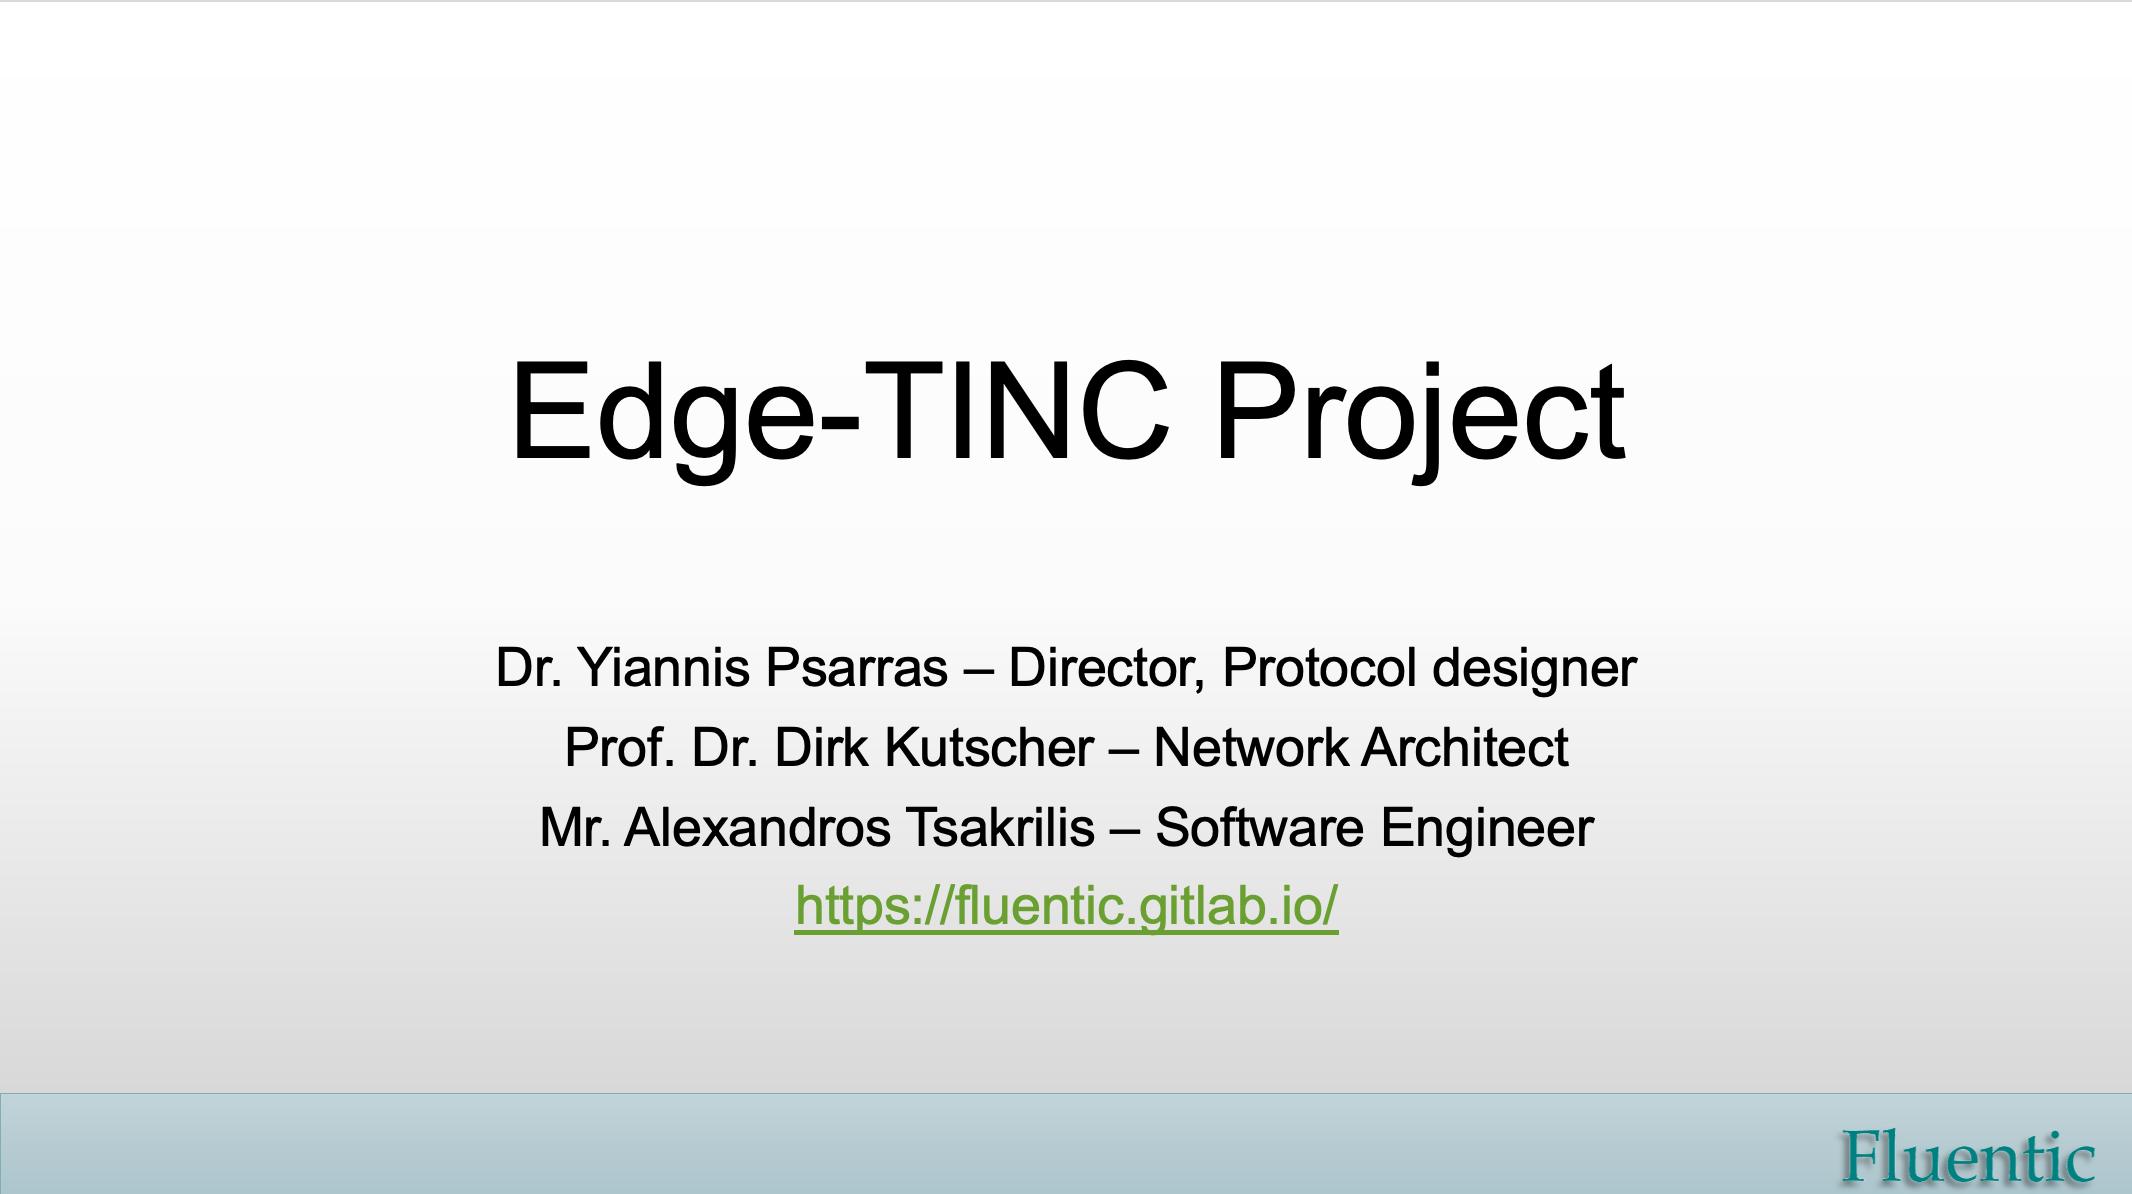 Edge-TINC Project
Dr. Yiannis Psarras – Director, Protocol designer
Prof. Dr. Dirk Kutscher – Network Architect
Mr. Alexandros Tsakrilis – Software Engineer
https://fluentic.gitlab.io/
Fluentic